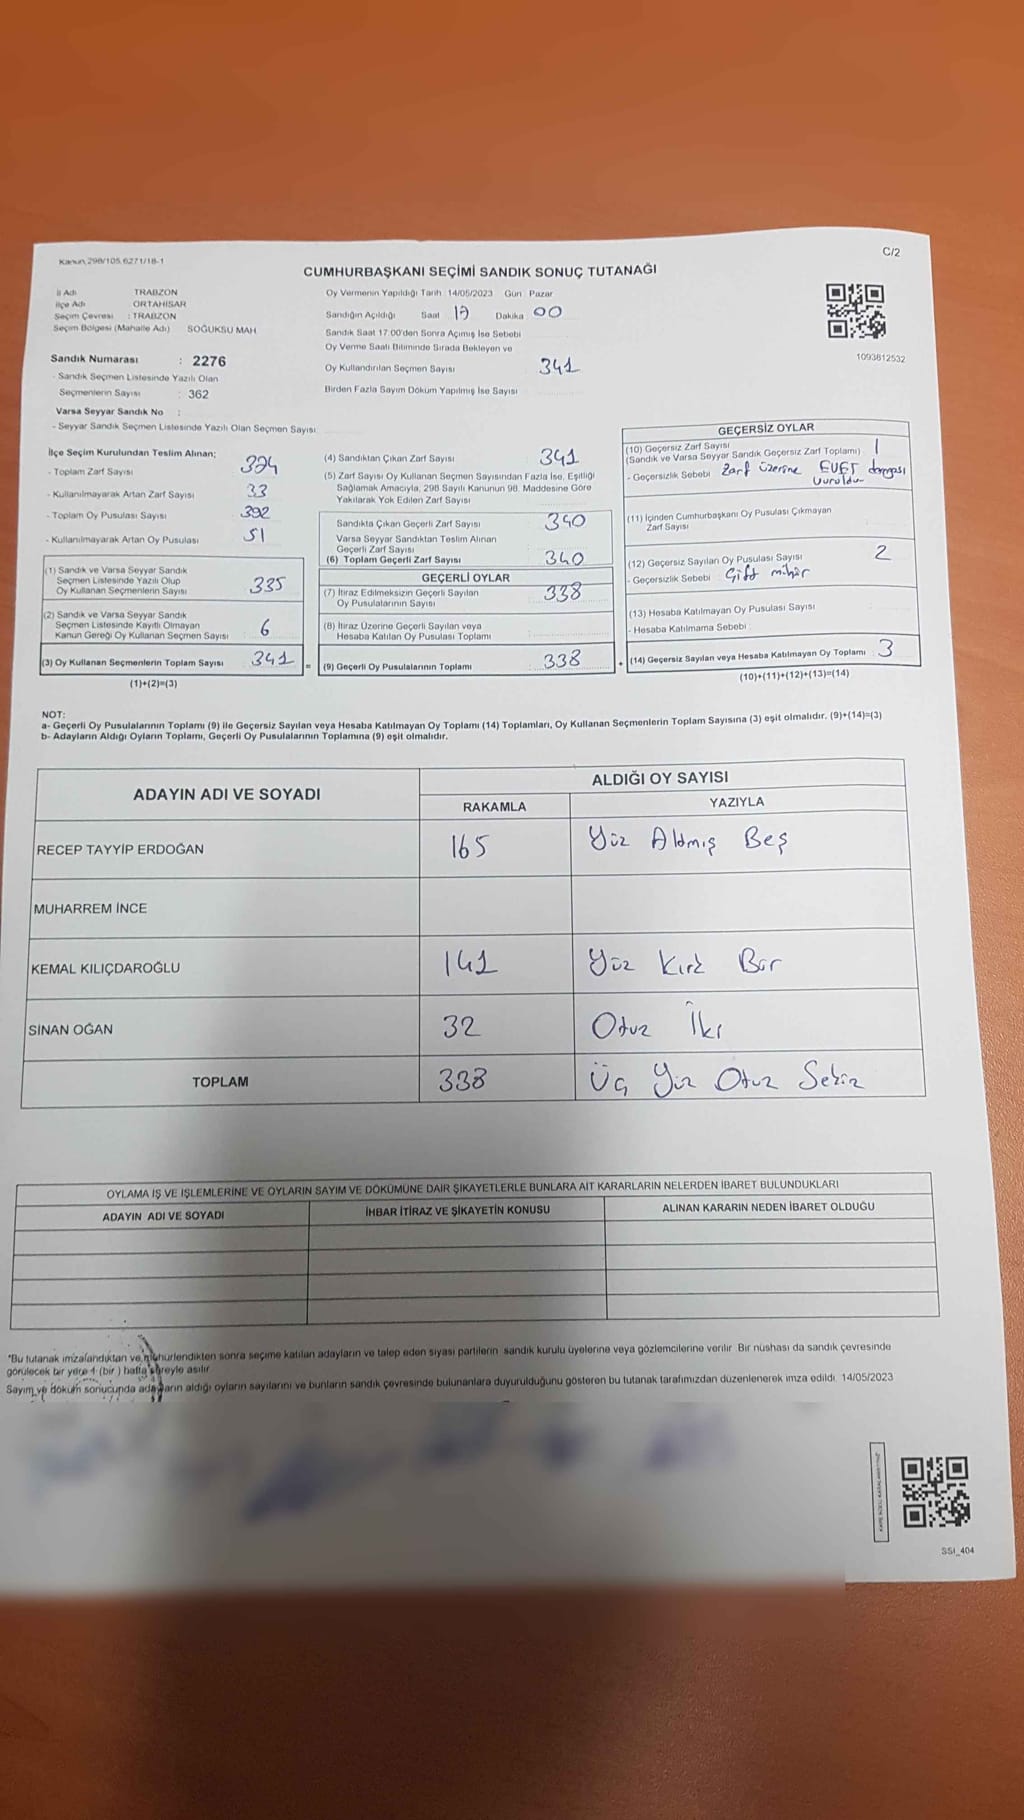 Kanun, 298/105.6271/18-1
C/2
CUMHURBAŞKANI SEÇİMİ SANDIK SONUÇ TUTANAĞI
İl Adı TRABZON
İlçe Adı ORTAHİSAR
Seçim Çevresi : TRABZON
Seçim Bölgesi (Mahalle Adı) SOĞUKSU MAH
Sandık Numarası : 2276
- Sandık Seçmen Listesinde Yazılı Olan
Seçmenlerin Sayısı : 362
Varsa Seyyar Sandık No :
- Seyyar Sandık Seçmen Listesinde Yazılı Olan Seçmen Sayısı:
Oy Vermenin Yapıldığı Tarih :14/05/2023 Gün : Pazar
Sandığın Açıldığı Saat 17 Dakika 00
Sandık Saat 17:00'den Sonra Açımış İse Sebebi
Oy Verme Saati Bitiminde Sırada Bekleyen ve
Oy Kullandırılan Seçmen Sayısı 341
Birden Fazla Sayım Döküm Yapılmış İse Sayısı
1093812532
İlçe Seçim Kurulundan Teslim Alınan;
- Toplam Zarf Sayısı 374
- Kullanılmayarak Artan Zarf Sayısı 33
- Toplam Oy Pusulası Sayısı 392
- Kullanılmayarak Artan Oy Pusulası 51
(1) Sandık ve Varsa Seyyar Sandık
Seçmen Listesinde Yazılı Olup
Oy Kullanan Seçmenlerin Sayısı 335
(2) Sandık ve Varsa Seyyar Sandık
Seçmen Listesinde Kayıtlı Olmayan
Kanun Gereği Oy Kullanan Seçmen Sayısı 6
(3) Oy Kullanan Seçmenlerin Toplam Sayısı 341 =
(1)+(2)=(3)
(4) Sandıktan Çıkan Zarf Sayısı 341
(5) Zarf Sayısı Oy Kullanan Seçmen Sayısından Fazla İse, Eşitliği
Sağlamak Amacıyla, 298 Sayılı Kanunun 98. Maddesine Göre
Yakılarak Yok Edilen Zarf Sayısı
Sandıkta Çıkan Geçerli Zarf Sayısı 340
Varsa Seyyar Sandıktan Teslim Alınan
Geçerli Zarf Sayısı
(6) Toplam Geçerli Zarf Sayısı 340
GEÇERLİ OYLAR
(7) İtiraz Edilmeksizin Geçerli Sayılan
Oy Pusulalarının Sayısı 338
(8) İtiraz Üzerine Geçerli Sayılan veya
Hesaba Katılan Oy Pusulası Toplamı
(9) Geçerli Oy Pusulalarının Toplamı 338 +
GEÇERSİZ OYLAR
(10) Geçersiz Zarf Sayısı 1
(Sandık ve Varsa Seyyar Sandık Geçersiz Zarf Toplamı)
- Geçersizlik Sebebi Zarf üzerine EVET damgası
vuruldu
(11) İçinden Cumhurbaşkanı Oy Pusulası Çıkmayan
Zarf Sayısı
(12) Geçersiz Sayılan Oy Pusulası Sayısı 2
- Geçersizlik Sebebi Çift mühür
(13) Hesaba Katılmayan Oy Pusulası Sayısı
- Hesaba Katılmama Sebebi
(14) Geçersiz Sayılan veya Hesaba Katılmayan Oy Toplamı 3
(10)+(11)+(12)+(13)=(14)
NOT:
a- Geçerli Oy Pusulalarının Toplamı (9) ile Geçersiz Sayılan veya Hesaba Katılmayan Oy Toplamı (14) Toplamları, Oy Kullanan Seçmenlerin Toplam Sayısına (3) eşit olmalıdır. (9)+(14)=(3)
b- Adayların Aldığı Oyların Toplamı, Geçerli Oy Pusulalarının Toplamına (9) eşit olmalıdır.
ADAYIN ADI VE SOYADI ALDIĞI OY SAYISI
RAKAMLA YAZIYLA
RECEP TAYYİP ERDOĞAN 165 Yüz Altmış Beş
MUHARREM İNCE
KEMAL KILIÇDAROĞLU 141 Yüz Kırk Bir
SİNAN OĞAN 32 Otuz İki
TOPLAM 338 Üç Yüz Otuz Sekiz
OYLAMA İŞ VE İŞLEMLERİNE VE OYLARIN SAYIM VE DÖKÜMÜNE DAİR ŞİKAYETLERLE BUNLARA AİT KARARLARIN NELERDEN İBARET BULUNDUKLARI
ADAYIN ADI VE SOYADI İHBAR İTİRAZ VE ŞİKAYETİN KONUSU ALINAN KARARIN NEDEN İBARET OLDUĞU
*Bu tutanak imzalandıktan ve mühürlendikten sonra seçime katılan adayların ve talep eden siyasi partilerin sandık kurulu üyelerine veya gözlemcilerine verilir Bir nüshası da sandık çevresinde
görülecek bir yere 1 (bir ) hafta süreyle asılır
Sayım ve döküm sonucunda adayların aldığı oyların sayılarını ve bunların sandık çevresinde bulunanlara duyurulduğunu gösteren bu tutanak tarafımızdan düzenlenerek imza edildi. 14/05/2023
SSI_404